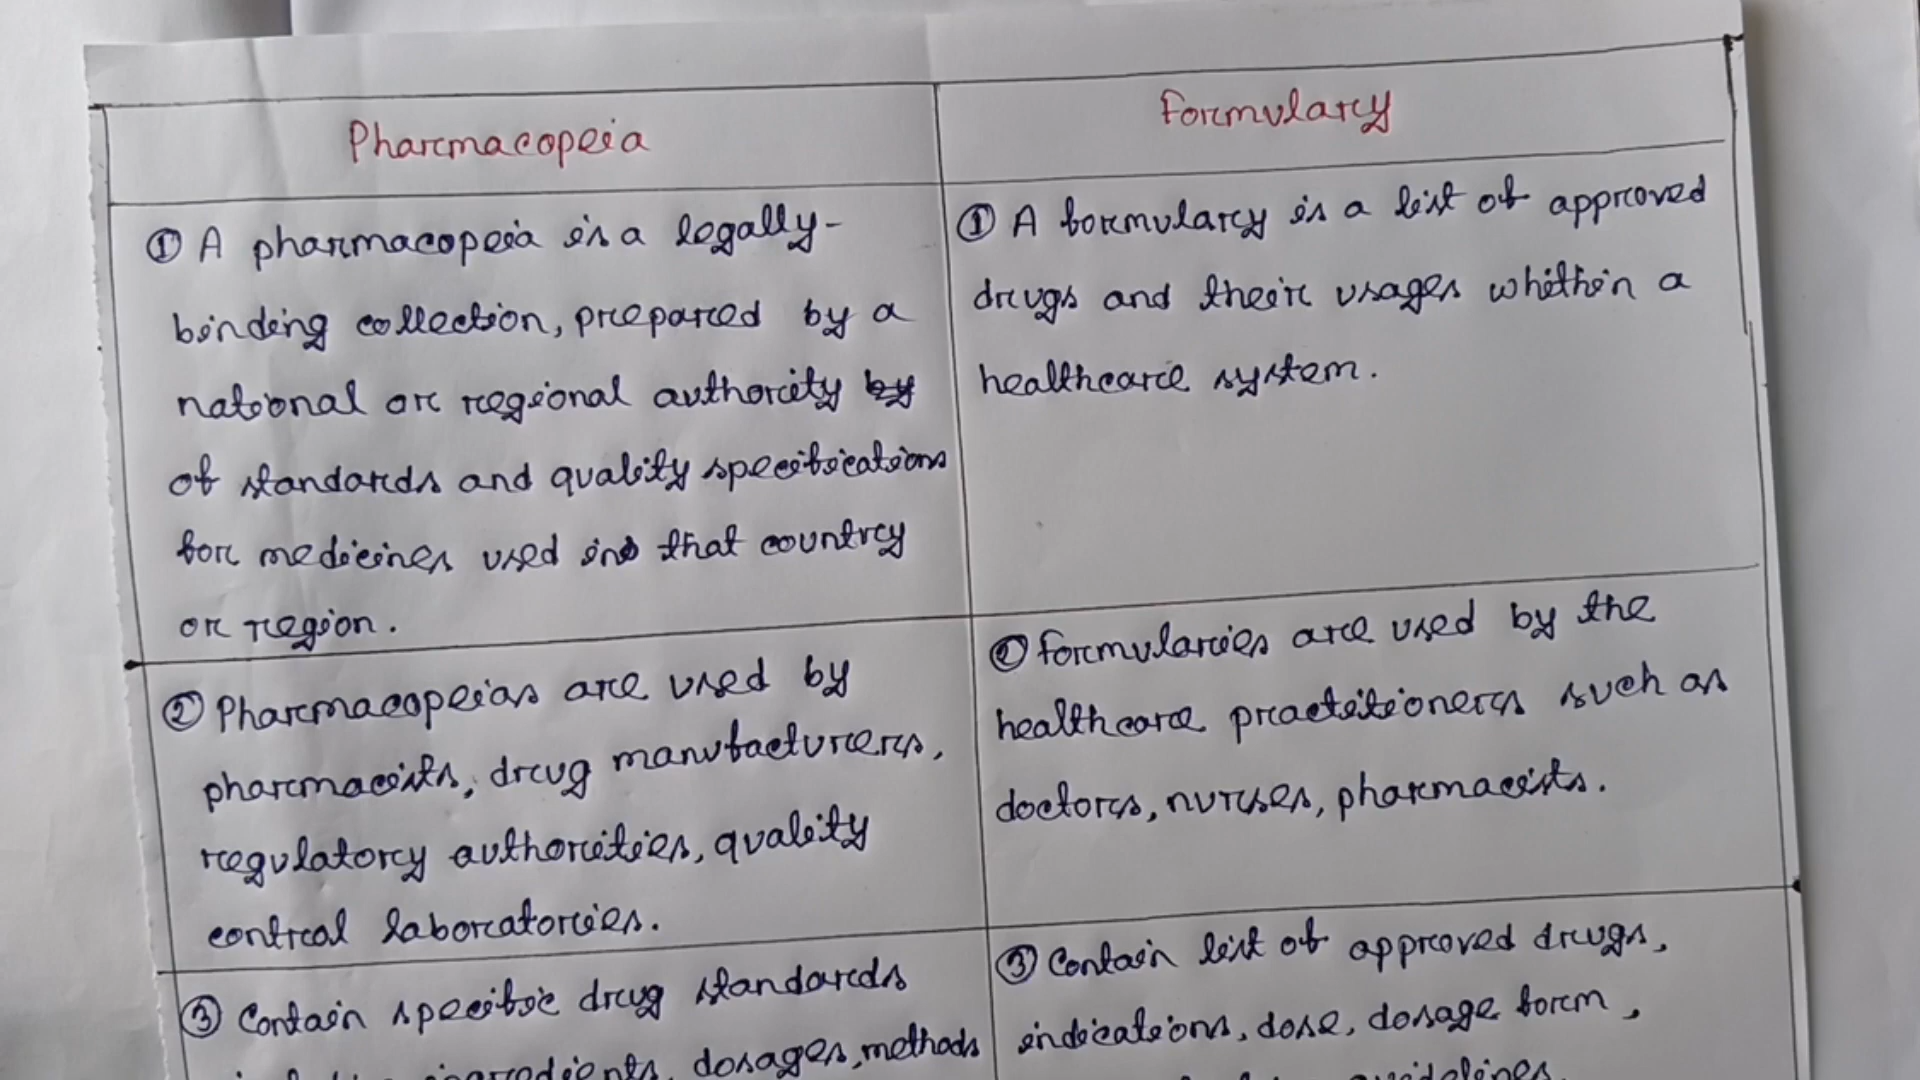 Pharmacopeia
① A pharmacopeia is a legally-
binding collection, prepared by a
national or regional authority by
of standards and quality specifications
for medicines used in that country
or region.
② Pharmacopeias are used by
pharmacists, drug manufacturers,
regulatory authorities, quality
control laboratories.
③ Contain specific drug standards
ingredients, dosages, methods
Formulary
① A formulary is a list of approved
drugs and their usages whithin a
healthcare system.
② Formularies are used by the
healthcare practitioners such as
doctors, nurses, pharmacists.
③ Contain list of approved drugs,
indications, dose, dosage form,
guidelines.